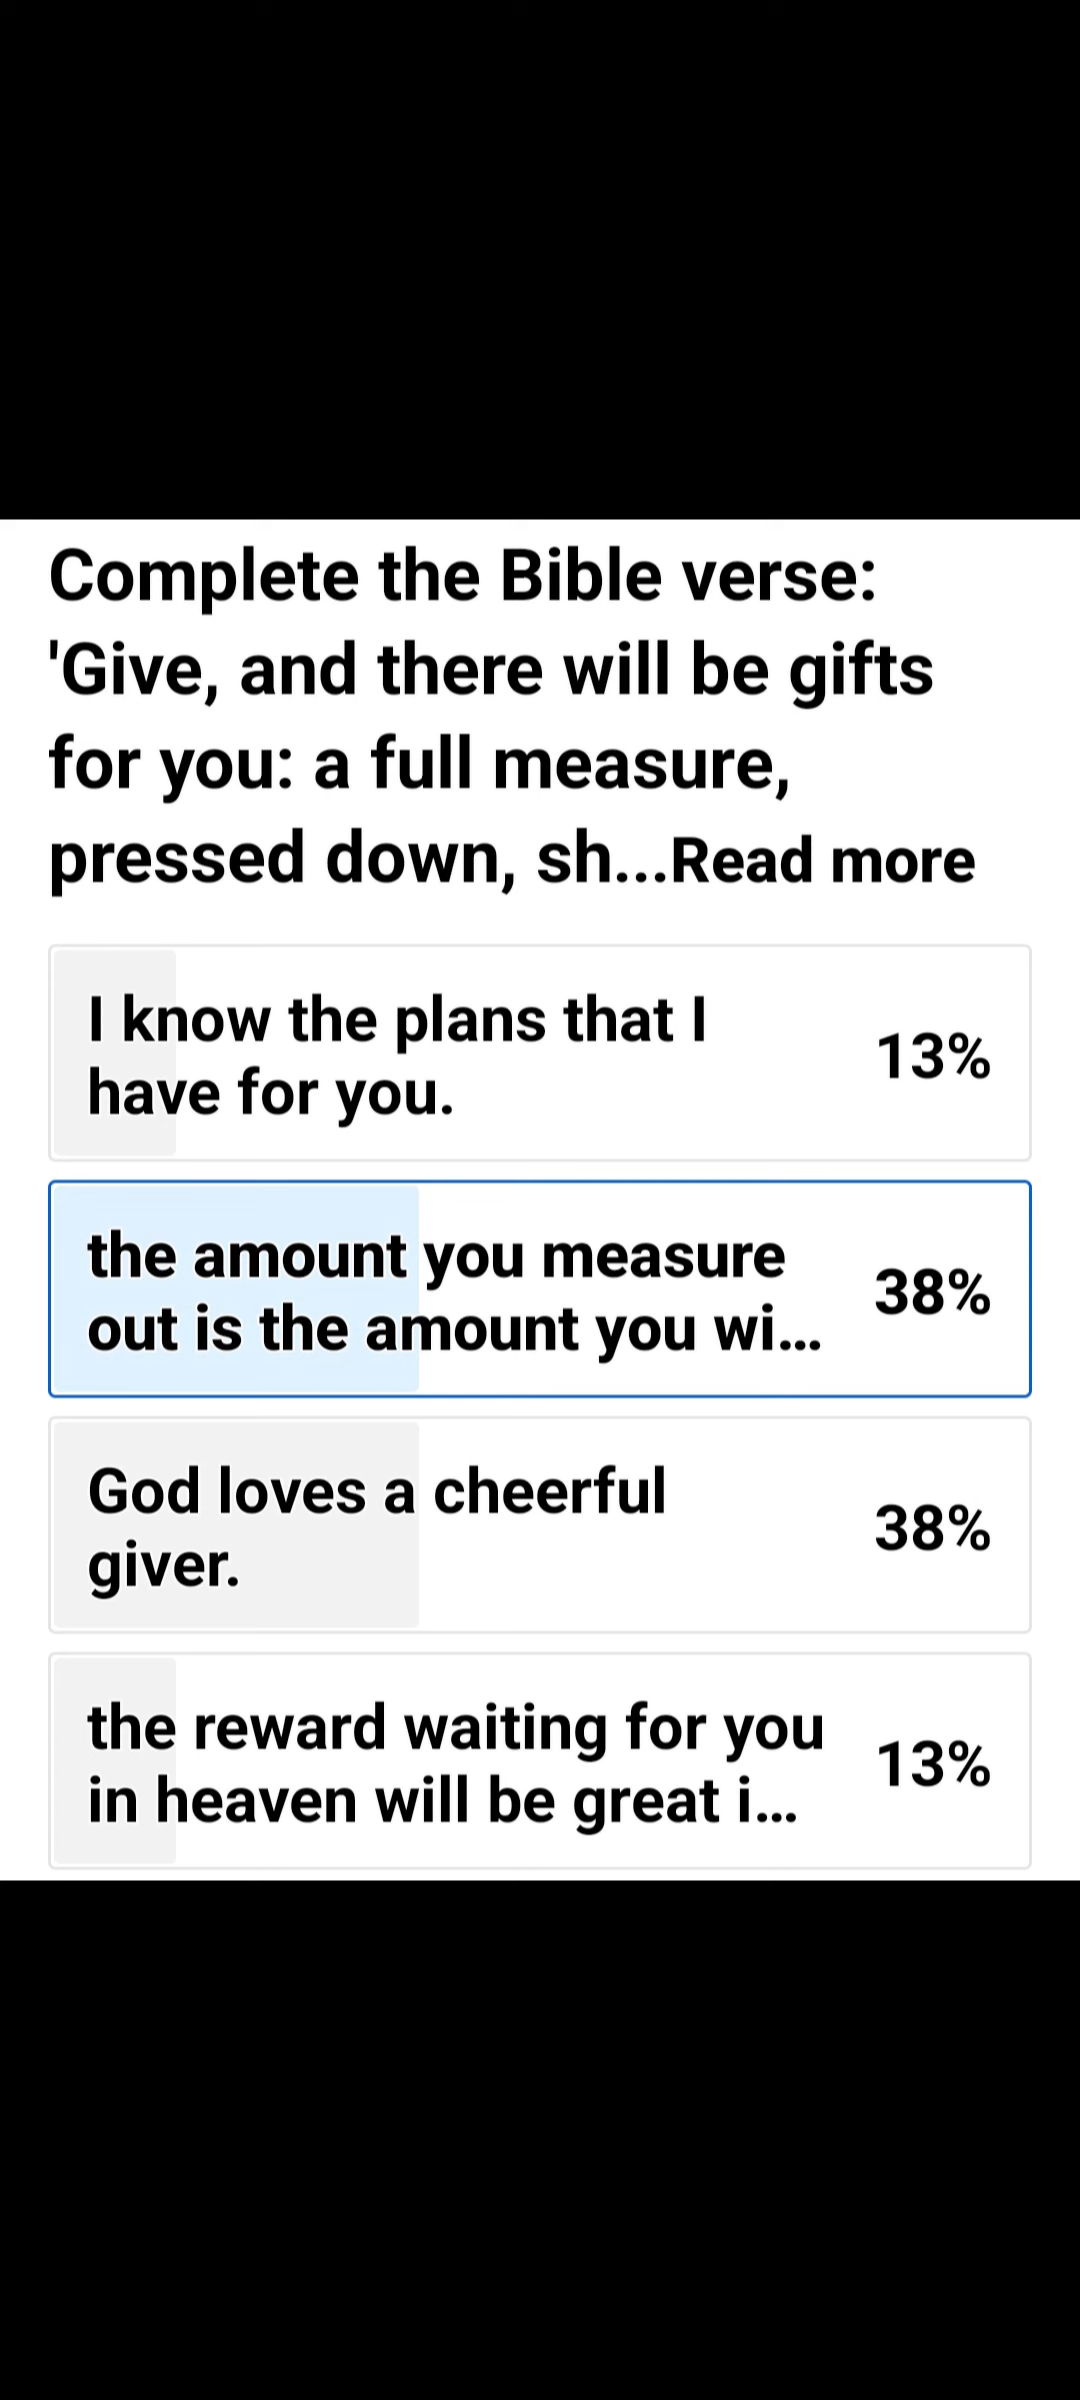 Complete the Bible verse:
'Give, and there will be gifts
for you: a full measure,
pressed down, sh...Read more
I know the plans that I
have for you.
13%
the amount you measure
out is the amount you wi...
38%
God loves a cheerful
giver.
38%
the reward waiting for you
in heaven will be great i...
13%